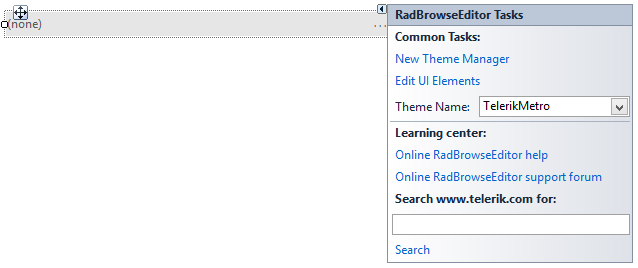 (none) ...
RadBrowseEditor Tasks
Common Tasks:
New Theme Manager
Edit UI Elements
Theme Name: TelerikMetro
Learning center:
Online RadBrowseEditor help
Online RadBrowseEditor support forum
Search www.telerik.com for:
Search